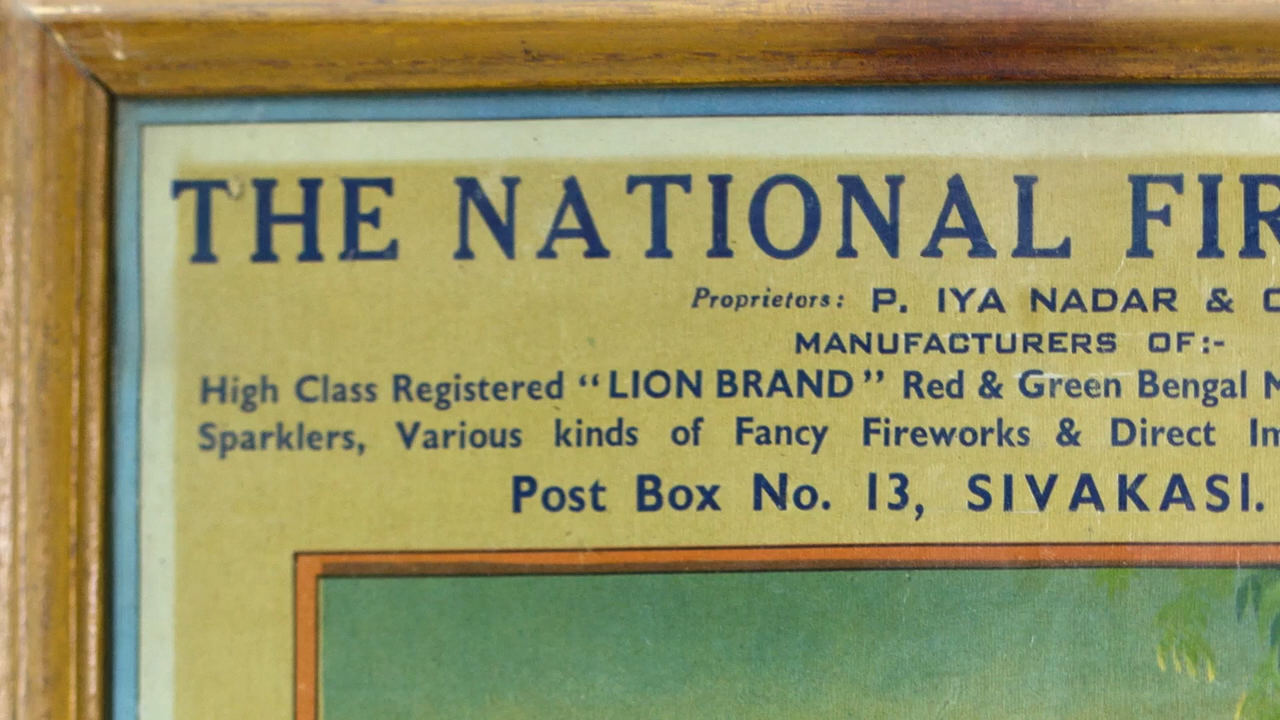 THE NATIONAL FIR
Proprietors: P. IYA NADAR & C
MANUFACTURERS OF:-
High Class Registered “LION BRAND” Red & Green Bengal
Sparklers, Various kinds of Fancy Fireworks & Direct Im
Post Box No. 13, SIVAKASI.